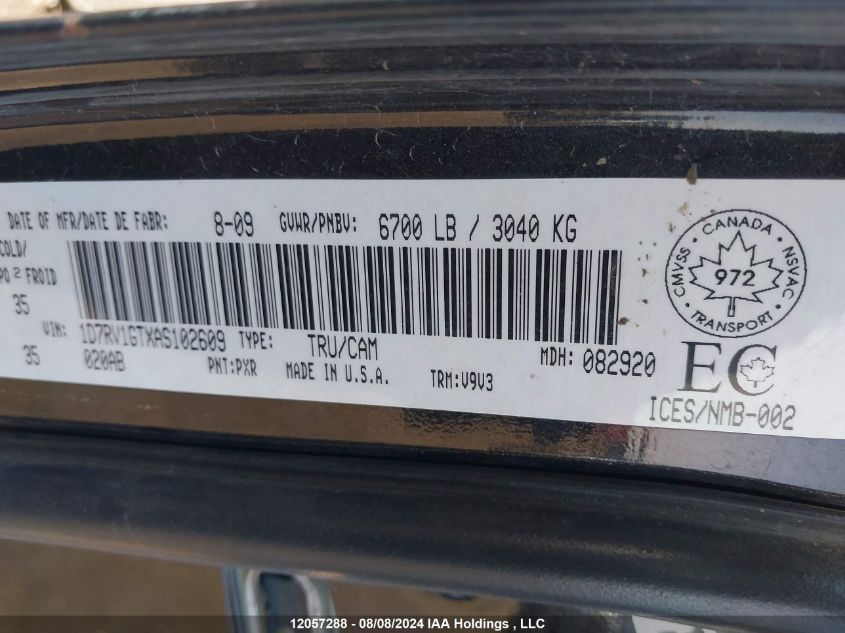 DATE OF MFR/DATE DE FABR: 8-09 GVWR/PNBV: 6700 LB / 3040 KG
COLD/
PO 2 FROID
35
VIN: 1D7RV1GTXAS102609 TYPE: TRU/CAM MDH: 082920
35
020AB PNT:PXR MADE IN U.S.A. TRM:V9V3
CANADA
CMVSS 972 NSVAC
TRANSPORT
EC
ICES/NMB-002
12057288 - 08/08/2024 IAA Holdings , LLC/